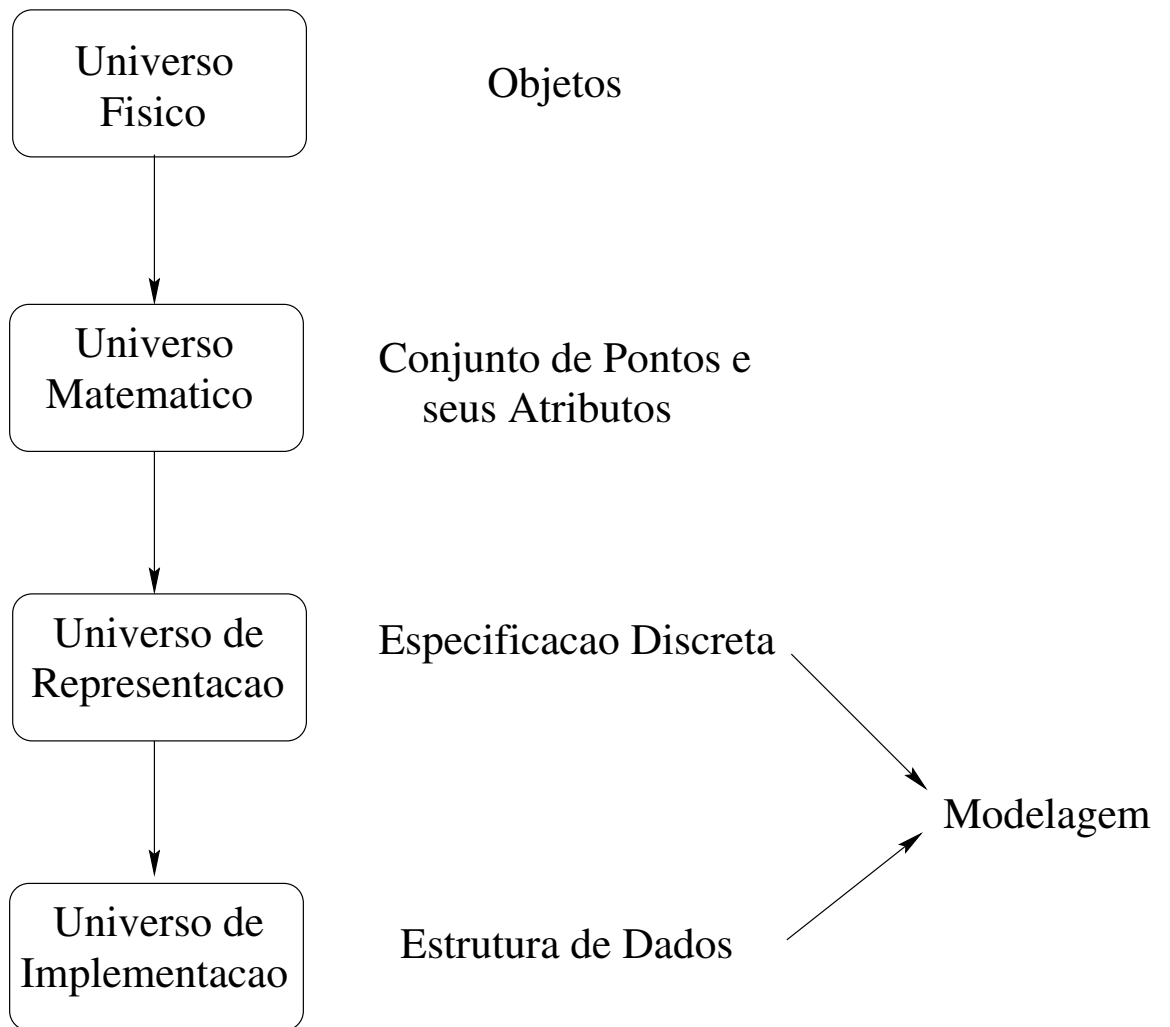 Universo
Fisico
Objetos
Universo
Matematico
Conjunto de Pontos e
seus Atributos
Universo de
Representacao
Especificacao Discreta
Modelagem
Universo de
Implementacao
Estrutura de Dados